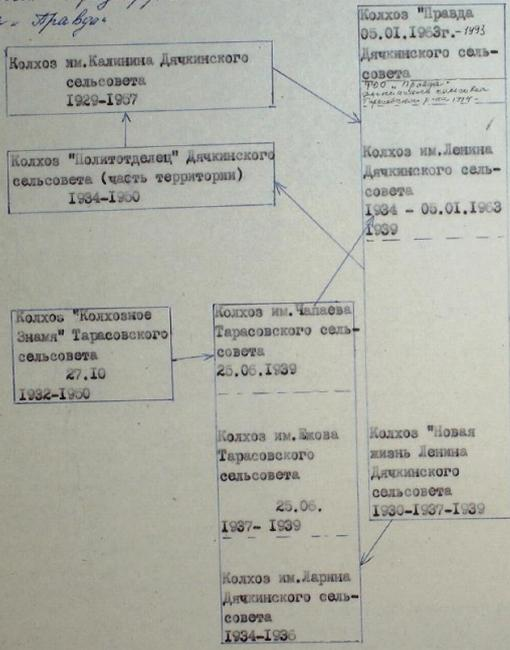 "Правда"
Колхоз им.Калинина Дячкинского
сельсовета
1929-1957
Колхоз "Политотделец" Дячкинского
сельсовета (часть территории)
1934-1950
Колхоз "Колхозное
Знамя" Тарасовского
сельсовета
27.10
1932-1950
Колхоз им.Чапаева
Тарасовского сель-
совета
25.06.1939
Колхоз им.Ежова
Тарасовского
сельсовета
25.06.
1937- 1939
Колхоз им.Ларина
Дячкинского сель-
совета
1934-1936
Колхоз "Правда
05.01.1963г.-1993
Дячкинского сель-
совета
ТОО "Правда"
Колхоз им.Ленина
Дячкинского сель-
совета
1934 - 05.01.1963
1939
Колхоз "Новая
жизнь Ленина
Дячкинского
сельсовета
1930-1937-1939